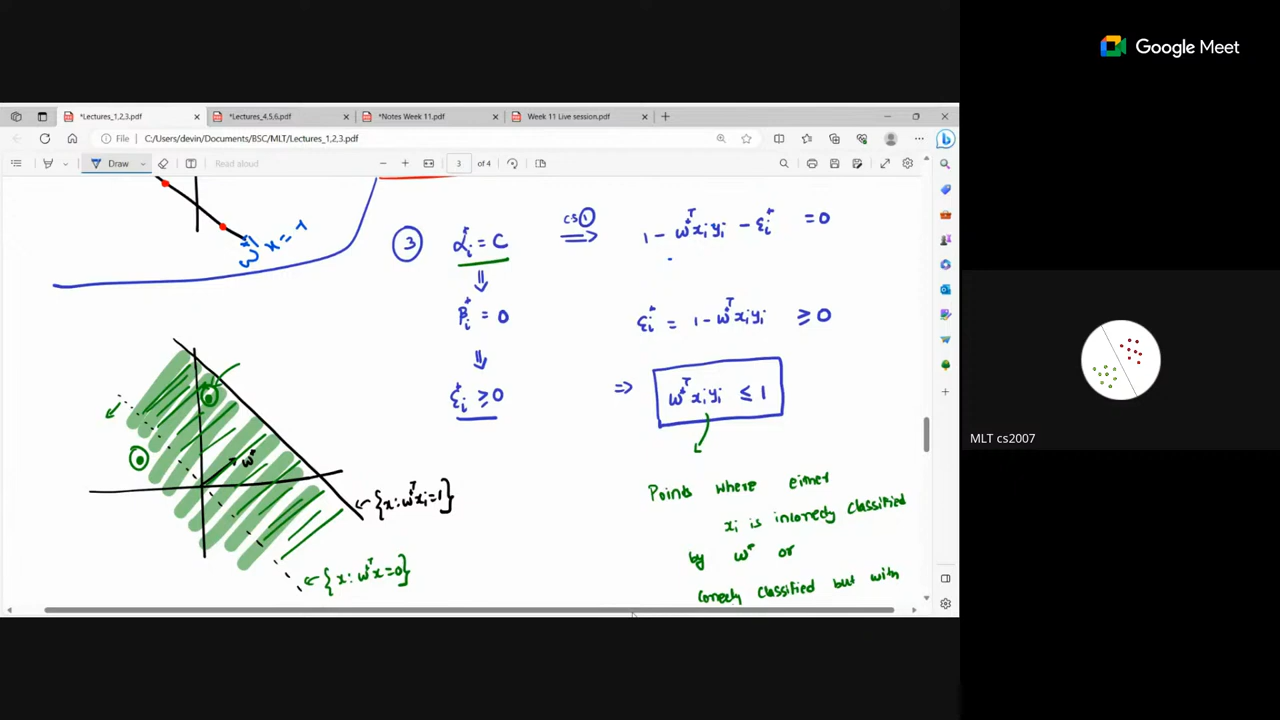 Google Meet
*Lectures_1,2,3.pdf
*Lectures_4,5,6.pdf
*Notes Week 11.pdf
Week 11 Live session.pdf
File
C:/Users/devin/Documents/BSC/MLT/Lectures_1,2,3.pdf
Draw
Read aloud
3 of 4
3
αᵢ* = C
CS ①
⇒
1 - w*ᵀxᵢyᵢ - ξᵢ* = 0
⇓
βᵢ* = 0
ξᵢ* = 1 - w*ᵀxᵢyᵢ ≥ 0
⇓
ξᵢ* ≥ 0
⇒ w*ᵀxᵢyᵢ ≤ 1
w*
{x: w*ᵀxᵢ=1}
{x: w*ᵀx=0}
Points where either
xᵢ is incorrectly classified
by w* or
correctly classified but with
MLT cs2007